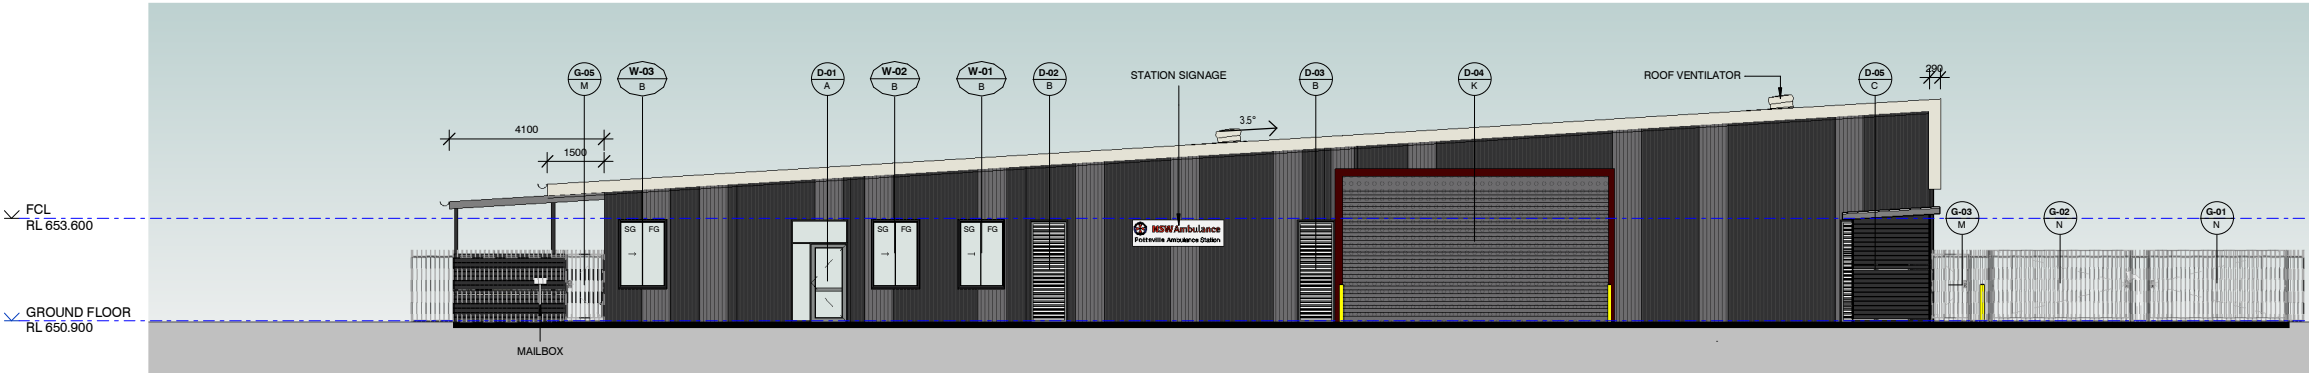 G-05
M
W-03
B
D-01
A
W-02
B
W-01
B
D-02
B
STATION SIGNAGE
D-03
B
D-04
K
ROOF VENTILATOR
D-05
C
290
4100
1500
3.5°
FCL
RL 653.600
SG FG
SG FG
SG FG
NSW Ambulance
Pottsville Ambulance Station
G-03
M
G-02
N
G-01
N
GROUND FLOOR
RL 650.900
MAILBOX